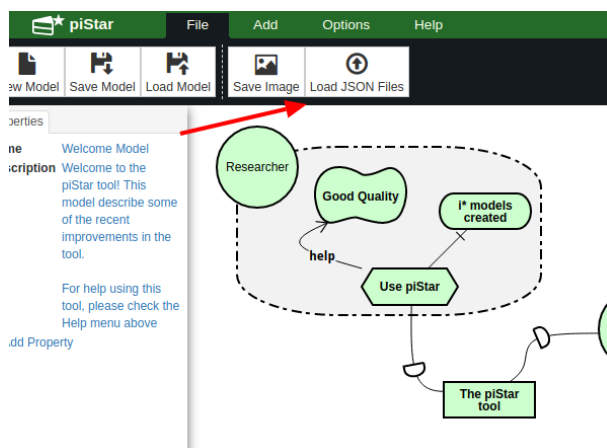 piStar File Add Options Help
ew Model Save Model Load Model Save Image Load JSON Files
perties
me Welcome Model
scription Welcome to the
piStar tool! This
model describe some
of the recent
improvements in the
tool.
For help using this
tool, please check the
Help menu above
dd Property
Researcher
Good Quality
i* models
created
help
Use piStar
The piStar
tool